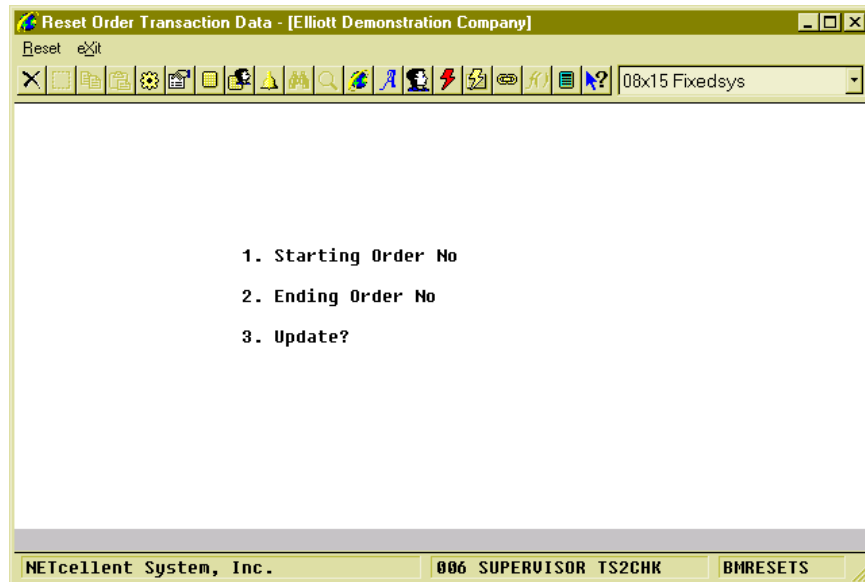 Reset Order Transaction Data - [Elliott Demonstration Company]
Reset eXit
A f() ? 08x15 Fixedsys
1. Starting Order No
2. Ending Order No
3. Update?
NETcellent System, Inc. 006 SUPERVISOR TS2CHK BMRESETS